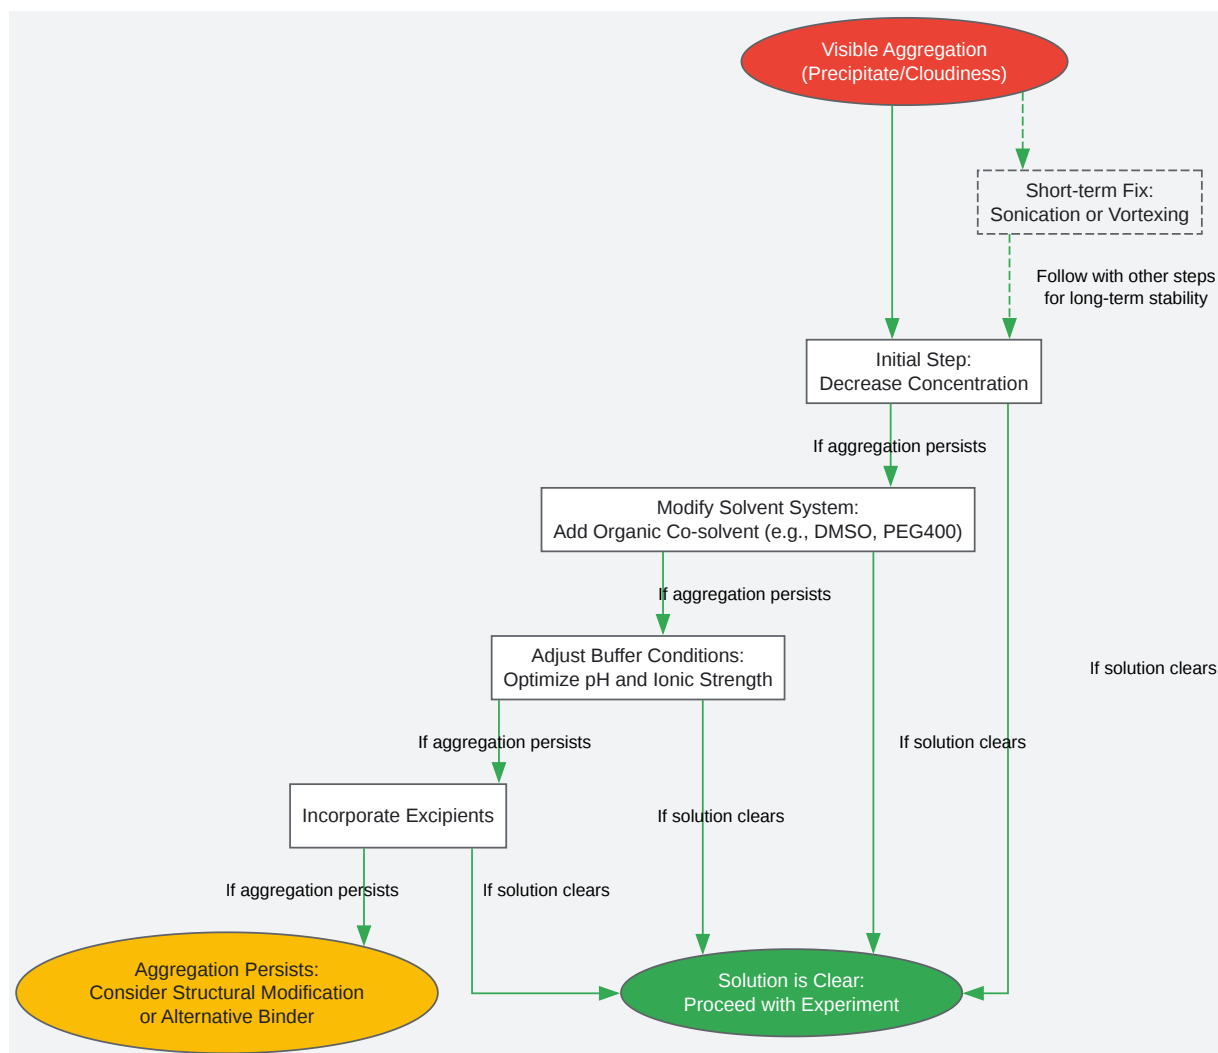 Visible Aggregation
(Precipitate/Cloudiness)
Short-term Fix:
Sonication or Vortexing
Follow with other steps
for long-term stability
Initial Step:
Decrease Concentration
If aggregation persists
Modify Solvent System:
Add Organic Co-solvent (e.g., DMSO, PEG400)
If aggregation persists
Adjust Buffer Conditions:
Optimize pH and Ionic Strength
If solution clears
If aggregation persists
If solution clears
Incorporate Excipients
If solution clears
If aggregation persists
If solution clears
Aggregation Persists:
Consider Structural Modification
or Alternative Binder
Solution is Clear:
Proceed with Experiment